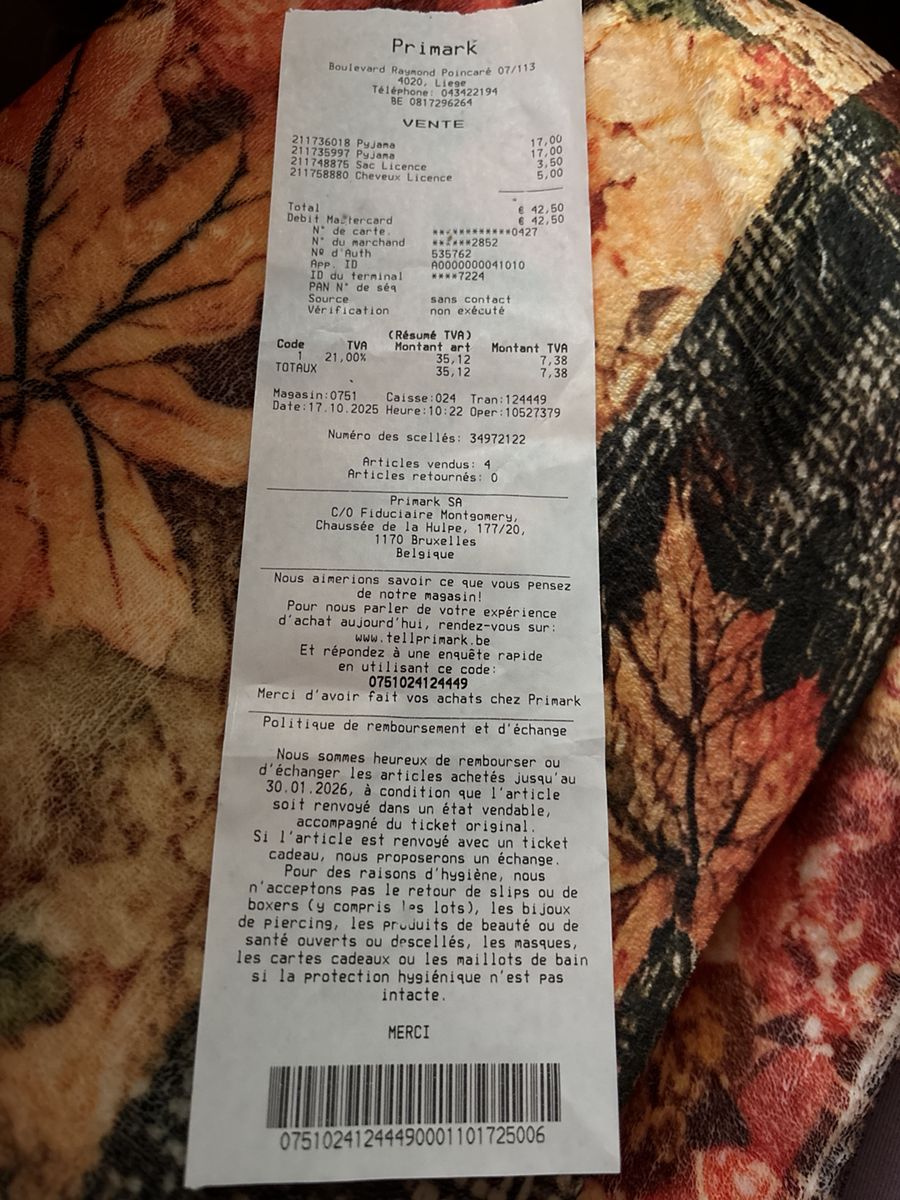 Primark
Boulevard Raymond Poincaré 07/113
4020, Liege
Téléphone: 043422194
BE 0817296264
VENTE
211736018 Pyjama 17,00
211735997 Pyjama 17,00
211748875 Sac Licence 3,50
211758880 Cheveux Licence 5,00
Total € 42,50
Debit Mastercard € 42,50
N° de carte. ************0427
N° du marchand *******2852
Nº d'Auth 535762
App. ID A0000000041010
ID du terminal ****7224
PAN N° de séq
Source sans contact
Vérification non exécuté
(Résumé TVA)
Code TVA Montant art Montant TVA
1 21,00% 35,12 7,38
TOTAUX 35,12 7,38
Magasin:0751 Caisse:024 Tran:124449
Date:17.10.2025 Heure:10:22 Oper:10527379
Numéro des scellés: 34972122
Articles vendus: 4
Articles retournés: 0
Primark SA
C/O Fiduciaire Montgomery,
Chaussée de la Hulpe, 177/20,
1170 Bruxelles
Belgique
Nous aimerions savoir ce que vous pensez
de notre magasin!
Pour nous parler de votre expérience
d'achat aujourd'hui, rendez-vous sur:
www.tellprimark.be
Et répondez à une enquête rapide
en utilisant ce code:
0751024124449
Merci d'avoir fait vos achats chez Primark
Politique de remboursement et d'échange
Nous sommes heureux de rembourser ou
d'échanger les articles achetés jusqu'au
30.01.2026, à condition que l'article
soit renvoyé dans un état vendable,
accompagné du ticket original.
Si l'article est renvoyé avec un ticket
cadeau, nous proposerons un échange.
Pour des raisons d'hygiène, nous
n'acceptons pas le retour de slips ou de
boxers (y compris les lots), les bijoux
de piercing, les produits de beauté ou de
santé ouverts ou descellés, les masques,
les cartes cadeaux ou les maillots de bain
si la protection hygiénique n'est pas
intacte.
MERCI
07510241244490001101725006